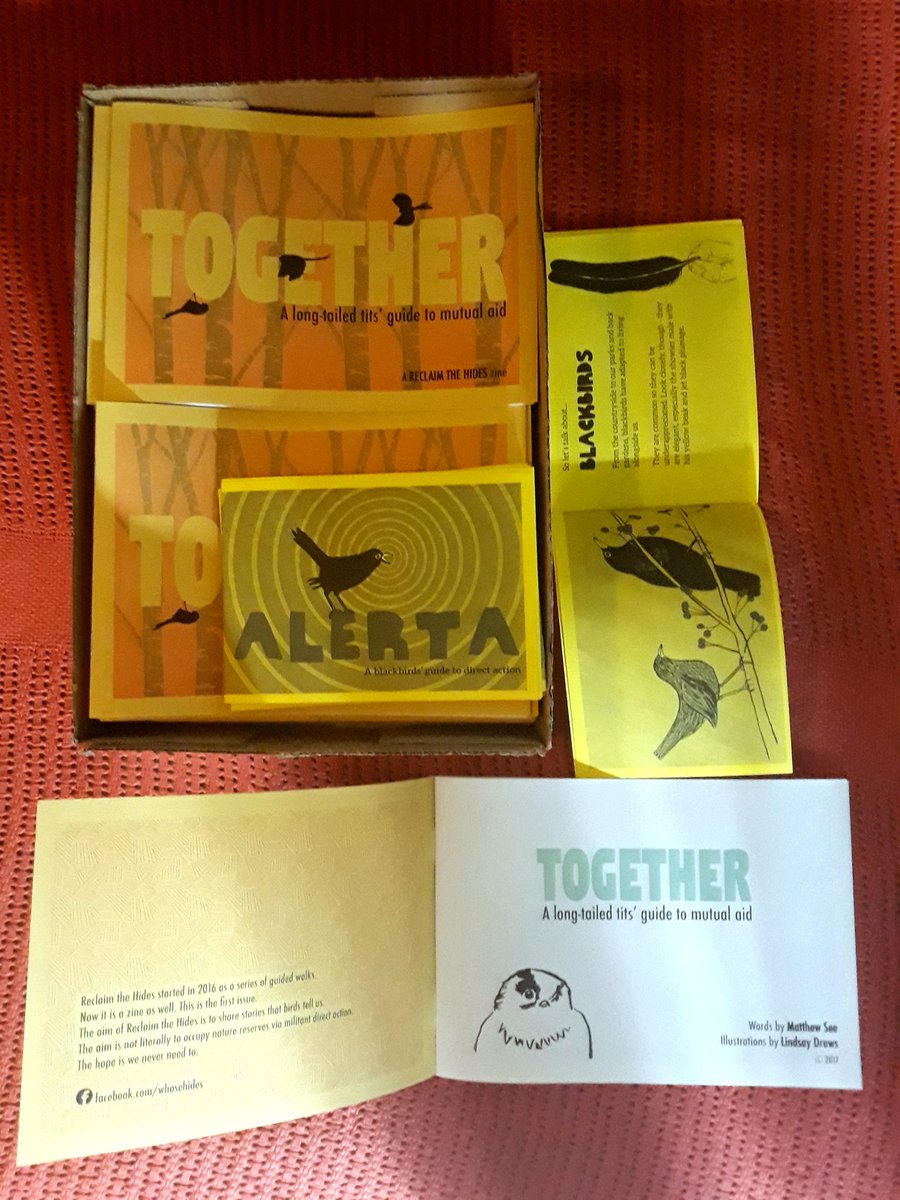 TOGETHER
A long-tailed tits' guide to mutual aid
A RECLAIM THE HIDES zine
TO
ALERTA
A blackbirds' guide to direct action
So let's talk about...
BLACKBIRDS
From the countryside to our parks and back
gardens, blackbirds have adapted to living
alongside us.
They are common so they can be
underappreciated. Look closely, though - they
are elegant, especially the showier male with
his yellow beak and jet black plumage.
Reclaim the Hides started in 2016 as a series of guided walks.
Now it is a zine as well. This is the first issue.
The aim of Reclaim the Hides is to share stories that birds tell us.
The aim is not literally to occupy nature reserves via militant direct action.
The hope is we never need to.
facebook.com/whosehides
TOGETHER
A long-tailed tits' guide to mutual aid
Words by Matthew See
Illustrations by Lindsay Drews
© 2017